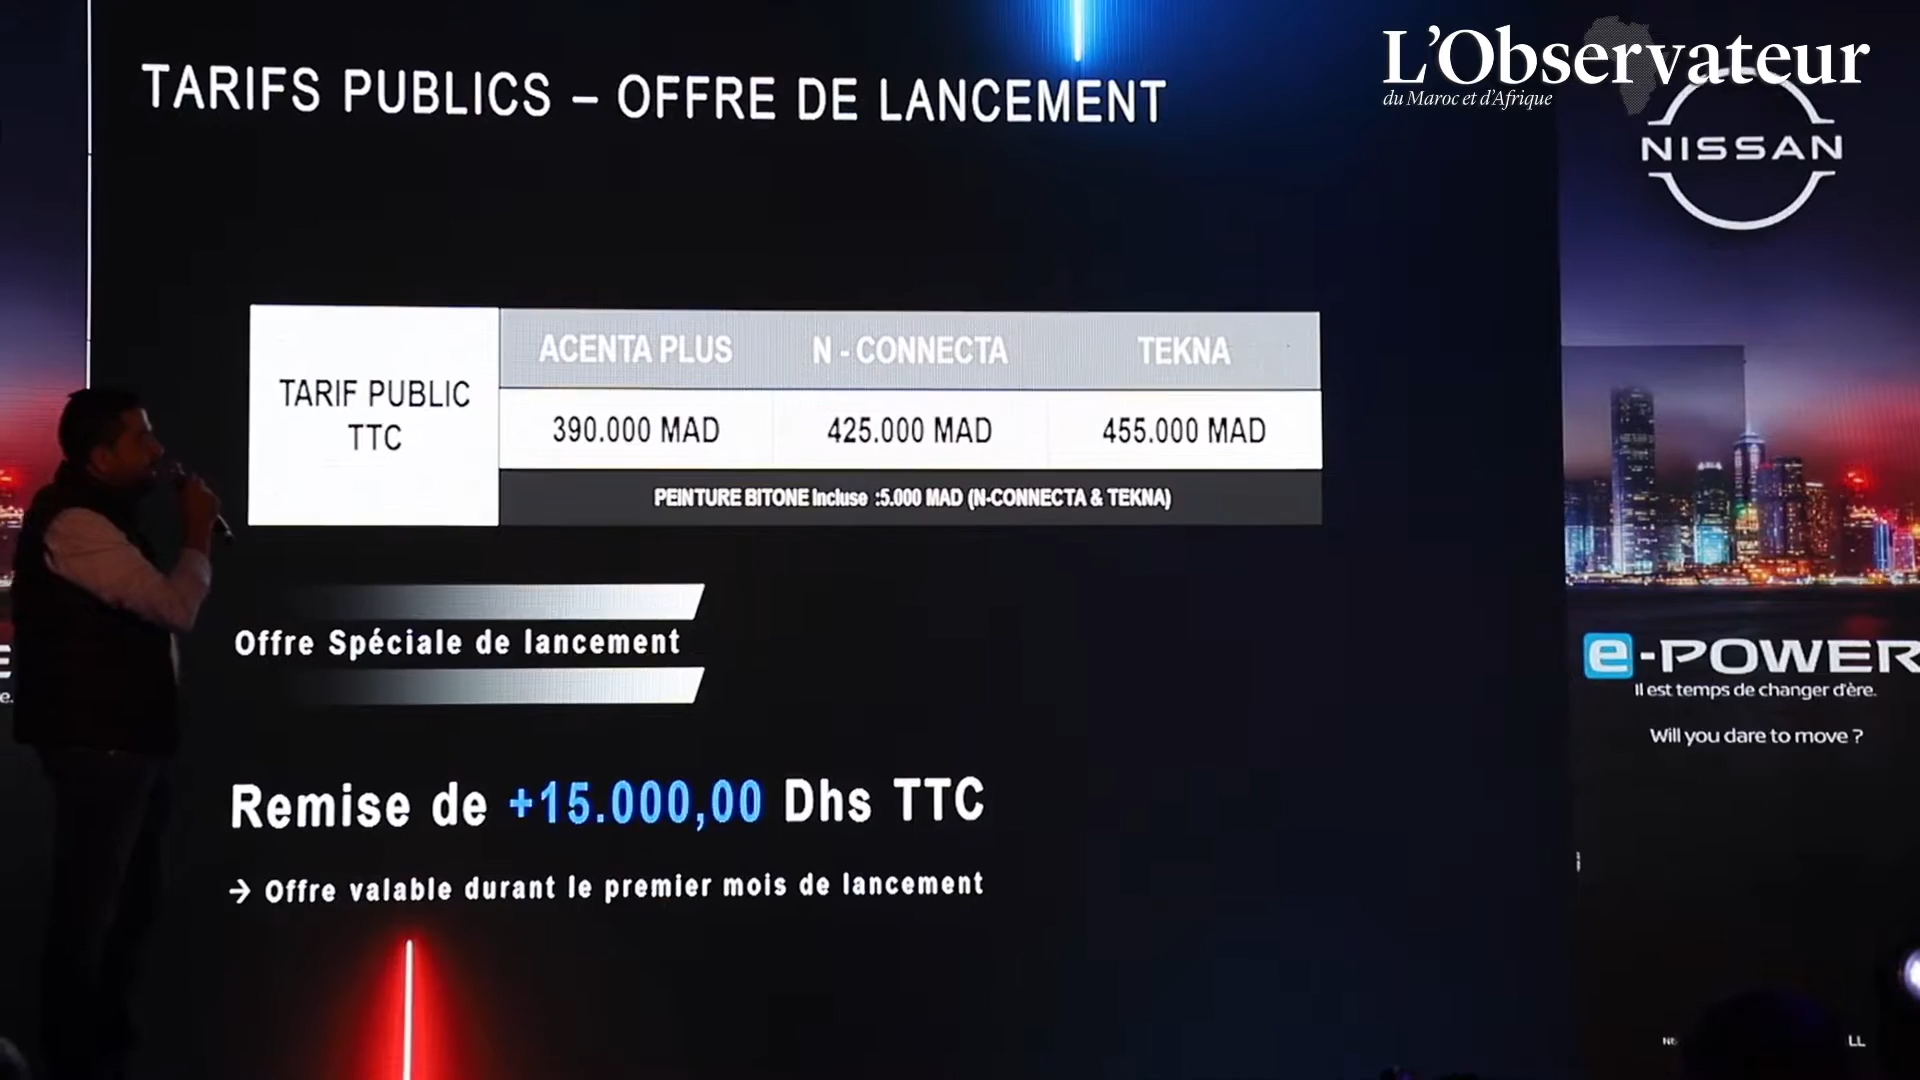 L'Observateur
du Maroc et d'Afrique
TARIFS PUBLICS – OFFRE DE LANCEMENT
NISSAN
ACENTA PLUS N - CONNECTA TEKNA
TARIF PUBLIC
TTC
390.000 MAD 425.000 MAD 455.000 MAD
PEINTURE BITONE Incluse :5.000 MAD (N-CONNECTA & TEKNA)
Offre Spéciale de lancement
Remise de +15.000,00 Dhs TTC
→ Offre valable durant le premier mois de lancement
e-POWER
Il est temps de changer d'ère.
Will you dare to move ?